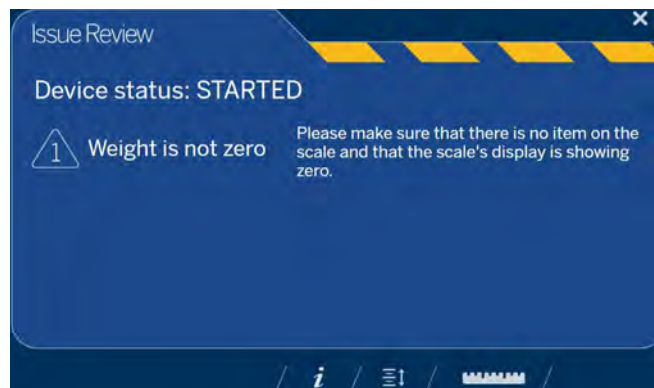 Issue Review
Device status: STARTED
1 Weight is not zero
Please make sure that there is no item on the
scale and that the scale's display is showing
zero.
i